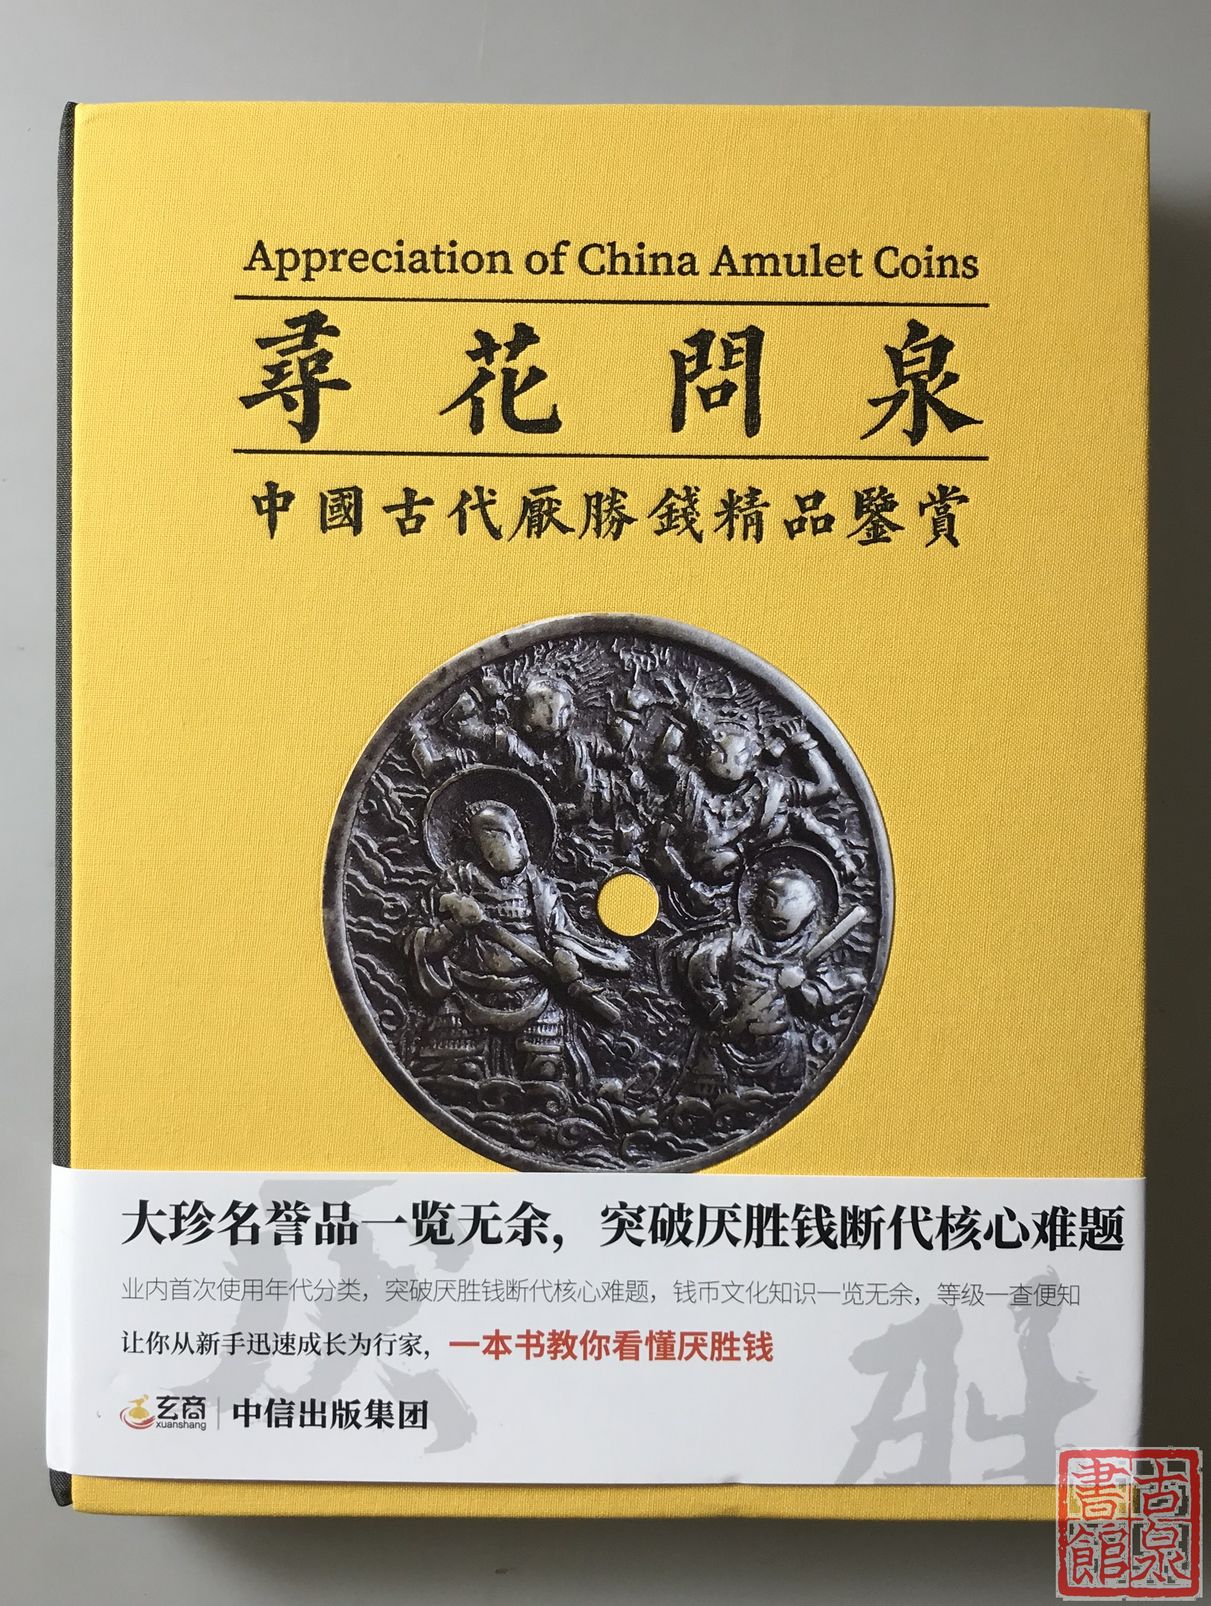 Appreciation of China Amulet Coins
尋花問泉
中國古代厭勝錢精品鑒賞
大珍名誉品一览无余，突破厌胜钱断代核心难题
业内首次使用年代分类，突破厌胜钱断代核心难题，钱币文化知识一览无余，等级一查便知
让你从新手迅速成长为行家，一本书教你看懂厌胜钱
玄商 中信出版集团
xuanshang
厌
胜
古泉書館